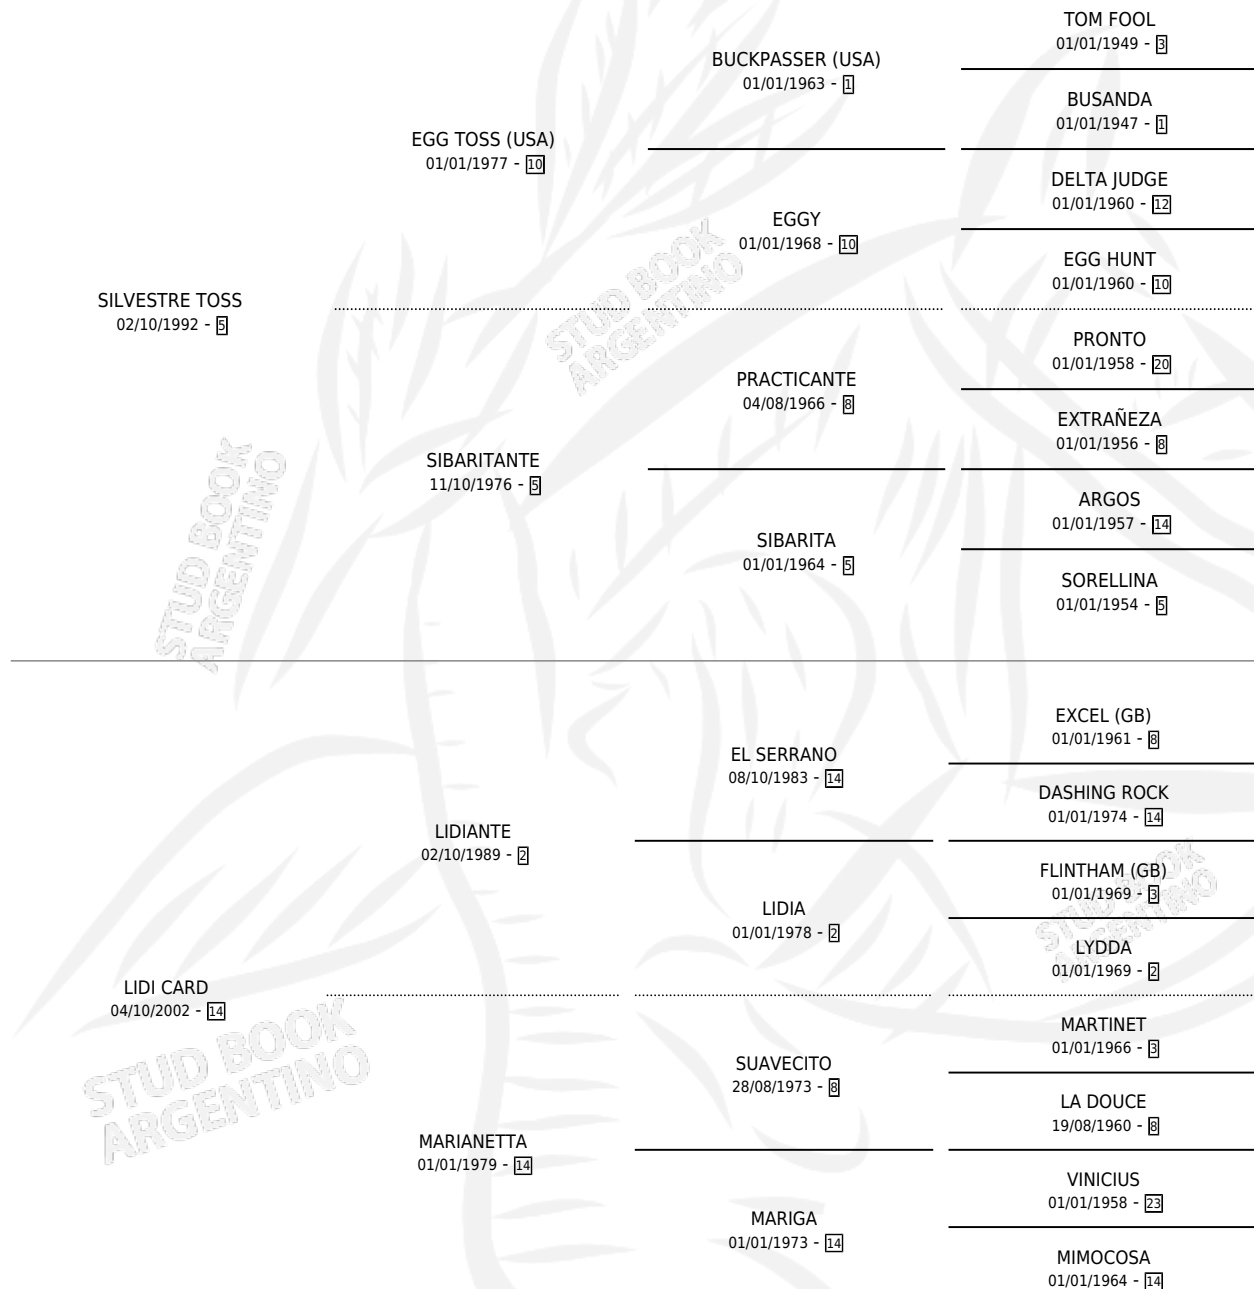 TOM FOOL
01/01/1949 - 3
BUCKPASSER (USA)
01/01/1963 - 1
BUSANDA
01/01/1947 - 1
EGG TOSS (USA)
01/01/1977 - 10
DELTA JUDGE
01/01/1960 - 12
EGGY
01/01/1968 - 10
EGG HUNT
01/01/1960 - 10
SILVESTRE TOSS
02/10/1992 - 5
PRONTO
01/01/1958 - 20
PRACTICANTE
04/08/1966 - 8
EXTRAÑEZA
01/01/1956 - 8
SIBARITANTE
11/10/1976 - 5
ARGOS
01/01/1957 - 14
SIBARITA
01/01/1964 - 5
SORELLINA
01/01/1954 - 5
EXCEL (GB)
01/01/1961 - 8
EL SERRANO
08/10/1983 - 14
DASHING ROCK
01/01/1974 - 14
LIDIANTE
02/10/1989 - 2
FLINTHAM (GB)
01/01/1969 - 3
LIDIA
01/01/1978 - 2
LYDDA
01/01/1969 - 2
LIDI CARD
04/10/2002 - 14
MARTINET
01/01/1966 - 3
SUAVECITO
28/08/1973 - 8
LA DOUCE
19/08/1960 - 8
MARIANETTA
01/01/1979 - 14
VINICIUS
01/01/1958 - 23
MARIGA
01/01/1973 - 14
MIMOCOSA
01/01/1964 - 14
STUD BOOK
ARGENTINO
STUD BOOK
ARGENTINO
STUD BOOK
ARGENTINO
STUD BOOK
ARGENTINO